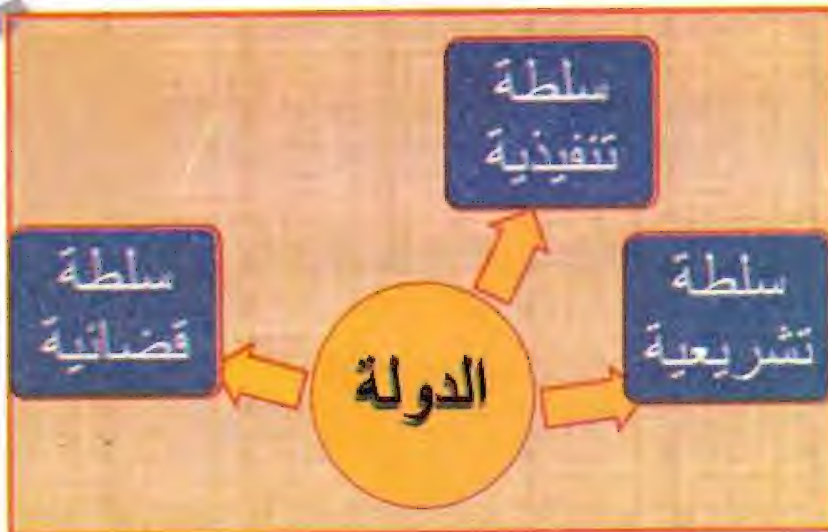 سلطة
تنفيذية
سلطة
تشريعية
سلطة
قضائية
الدولة